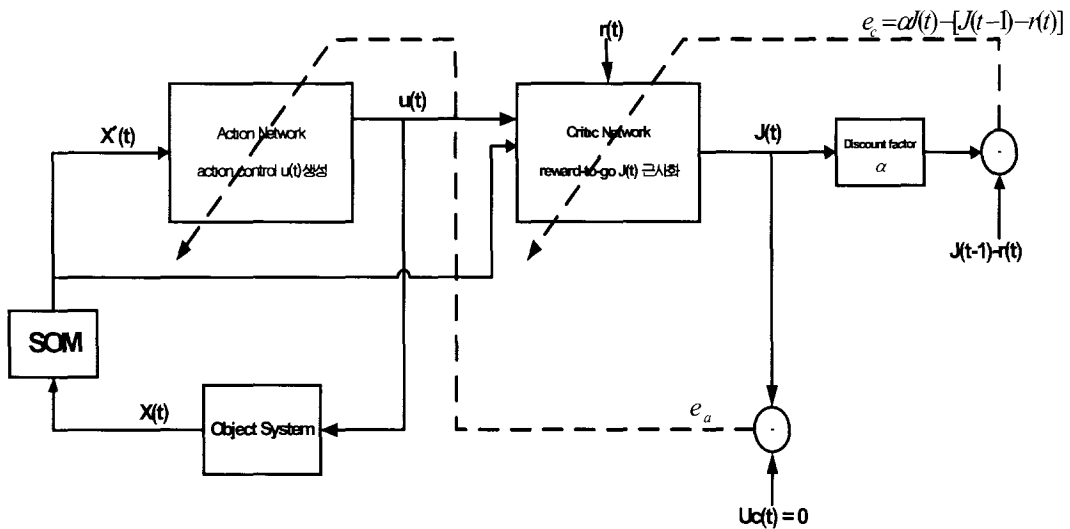 e_c = αJ(t)−[J(t−1)−r(t)]
r(t)
X'(t)
Action Network
action control u(t)생성
u(t)
Critic Network
reward-to-go J(t) 근사화
J(t)
Discount factor
α
-
J(t-1)-r(t)
SOM
X(t)
Object System
e_a
-
Uc(t) = 0